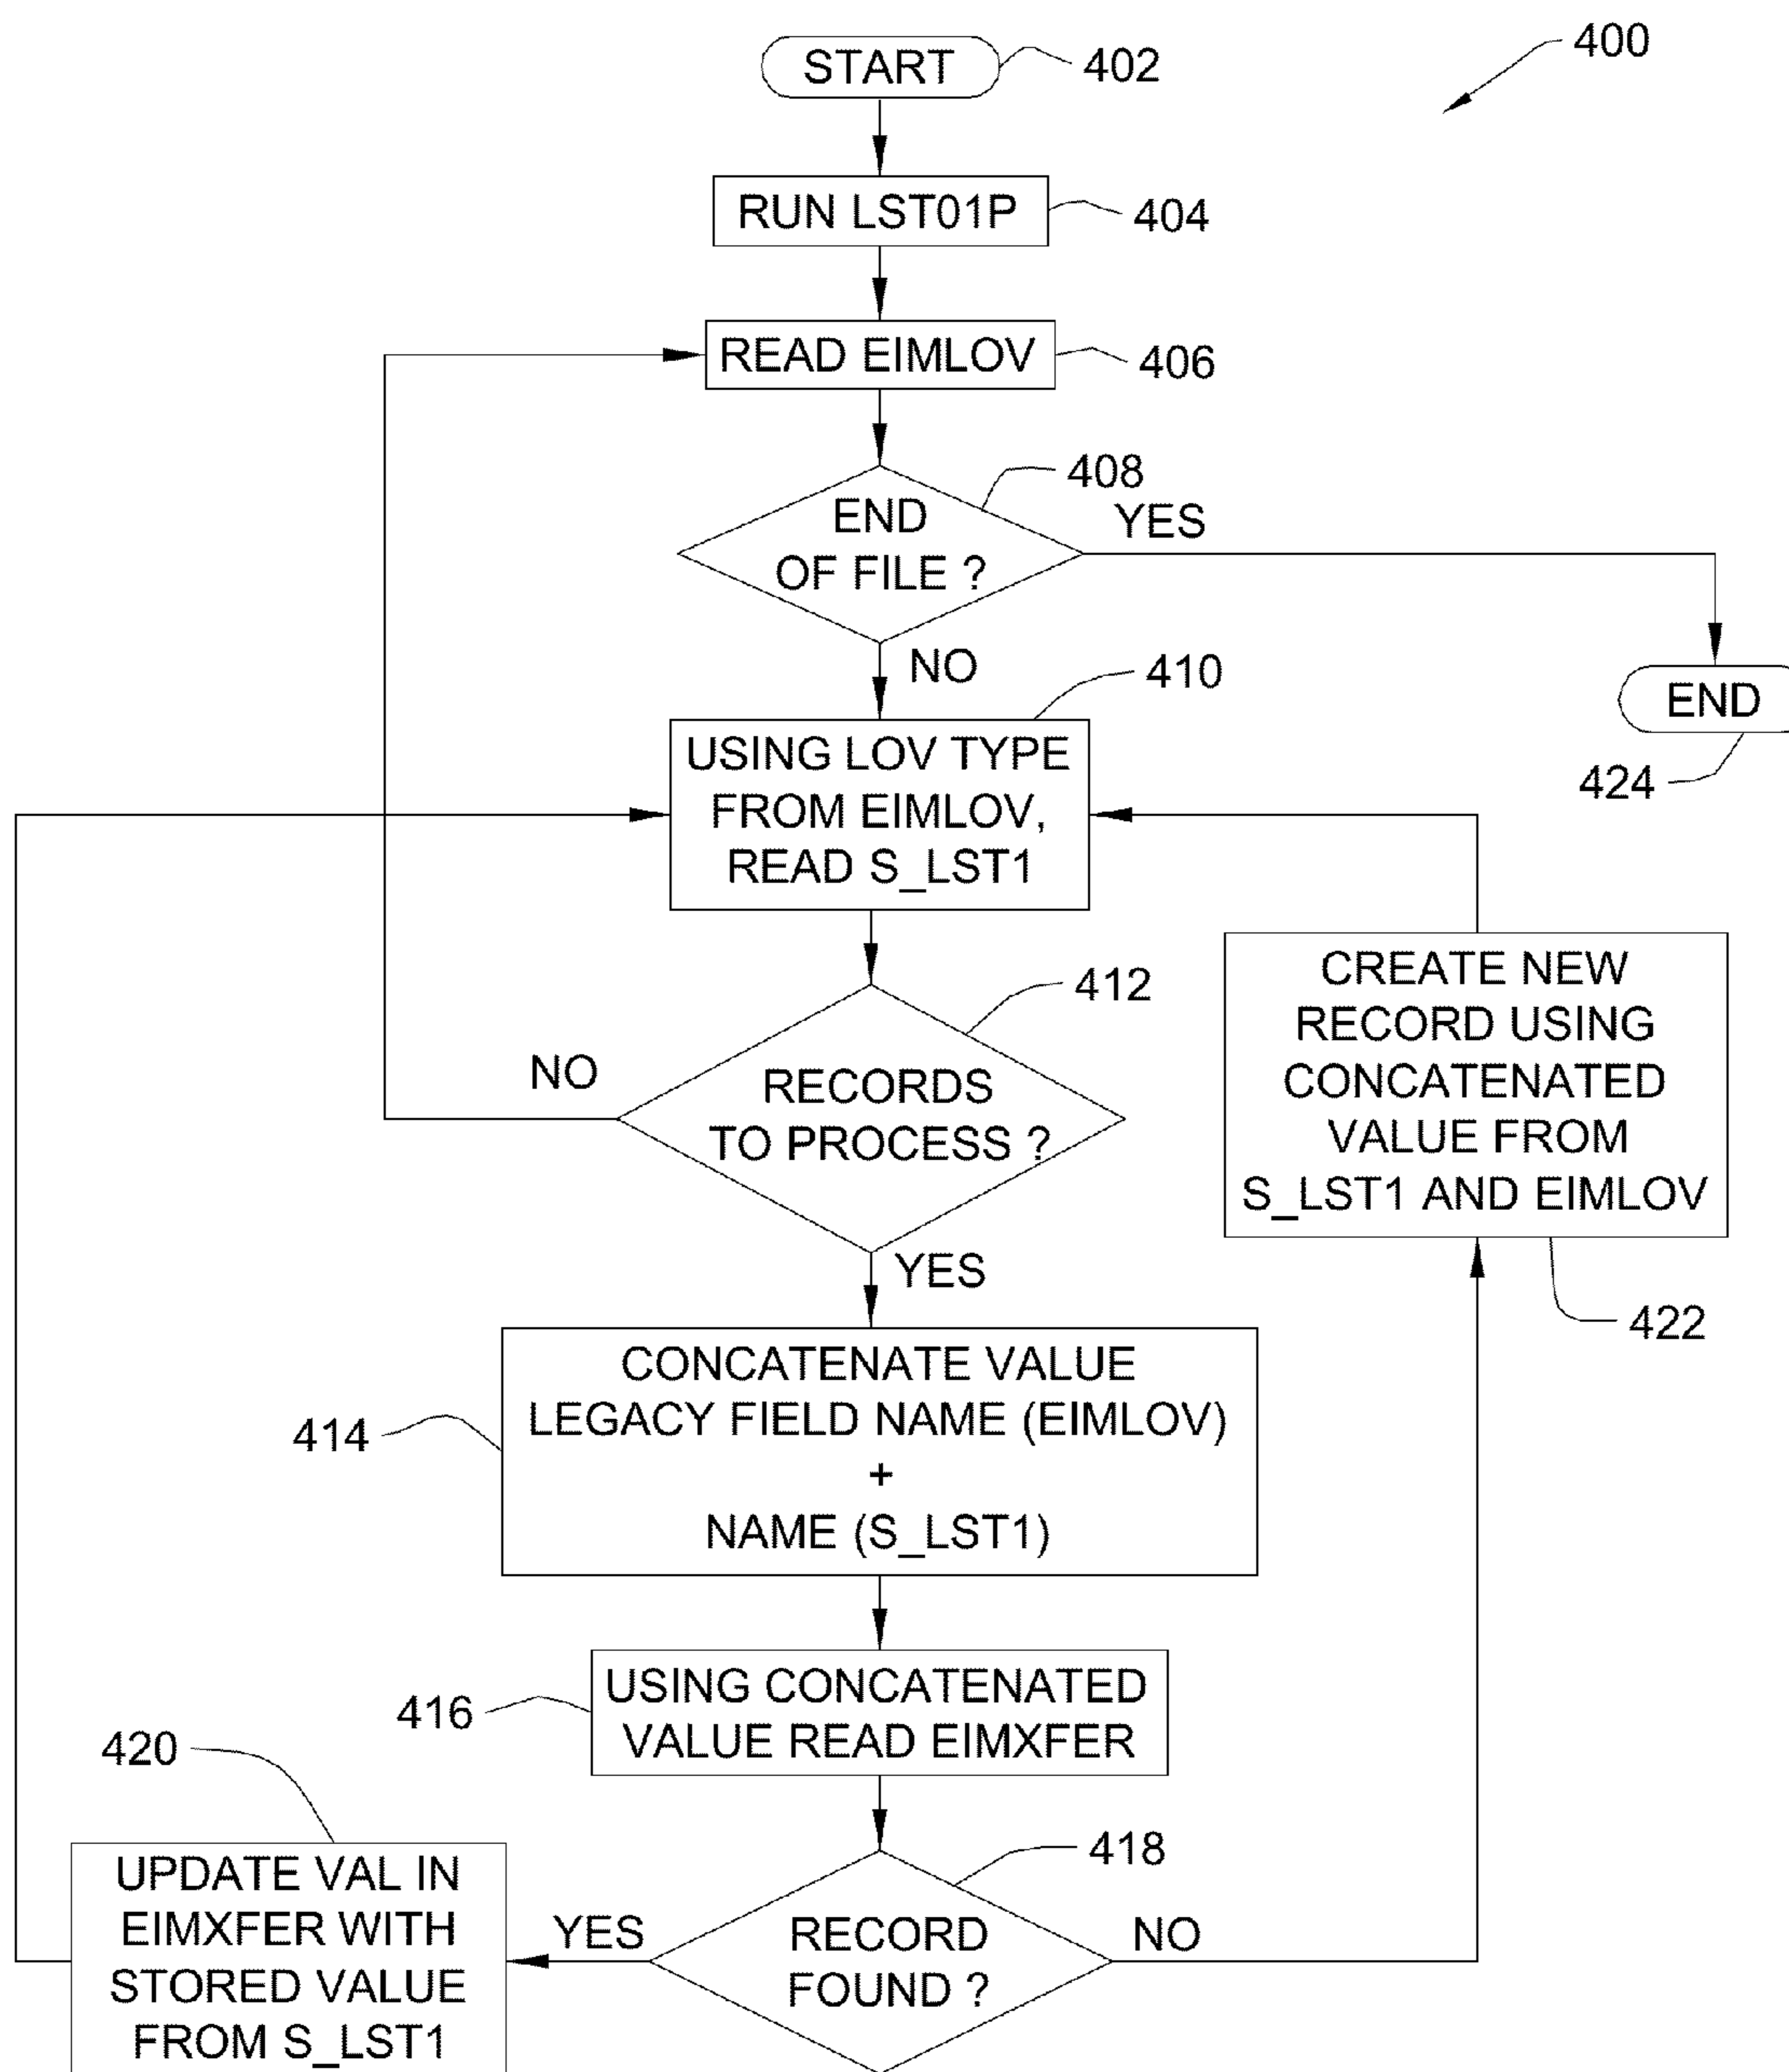 400
START
402
RUN LST01P
404
READ EIMLOV
406
408
END
OF FILE ?
YES
NO
410
END
424
USING LOV TYPE
FROM EIMLOV,
READ S_LST1
412
RECORDS
TO PROCESS ?
NO
YES
CREATE NEW
RECORD USING
CONCATENATED
VALUE FROM
S_LST1 AND EIMLOV
422
CONCATENATE VALUE
LEGACY FIELD NAME (EIMLOV)
+
NAME (S_LST1)
414
USING CONCATENATED
VALUE READ EIMXFER
416
418
RECORD
FOUND ?
YES
NO
420
UPDATE VAL IN
EIMXFER WITH
STORED VALUE
FROM S_LST1